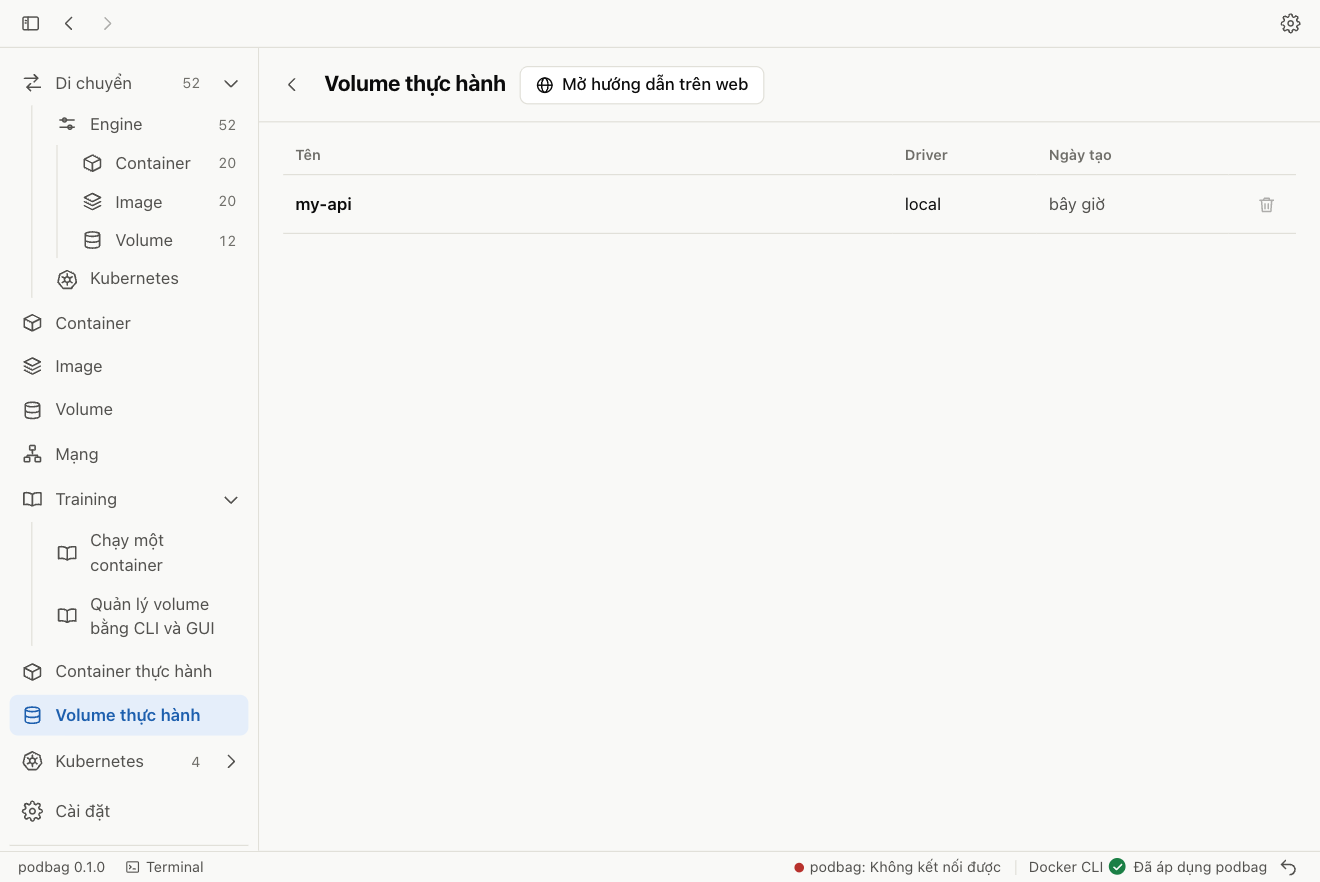 Di chuyển 52
Engine 52
Container 20
Image 20
Volume 12
Kubernetes
Container
Image
Volume
Mạng
Training
Chạy một
container
Quản lý volume
bằng CLI và GUI
Container thực hành
Volume thực hành
Kubernetes 4
Cài đặt
Volume thực hành
Mở hướng dẫn trên web
Tên Driver Ngày tạo
my-api local bây giờ
podbag 0.1.0 Terminal podbag: Không kết nối được Docker CLI Đã áp dụng podbag